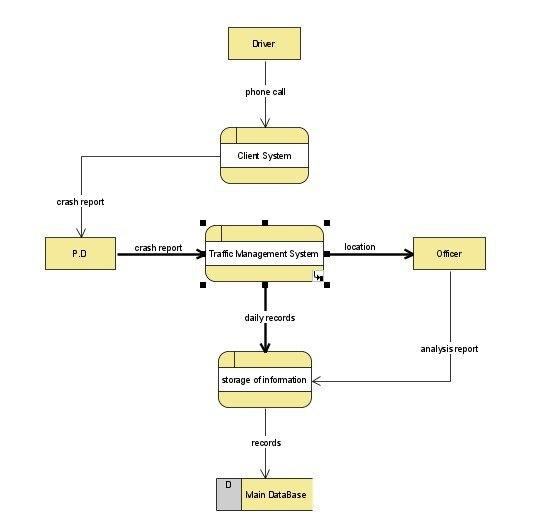 Driver
phone call
Client System
crash report
P.D
crash report
Traffic Management System
location
Officer
daily records
analysis report
storage of information
records
D
Main DataBase